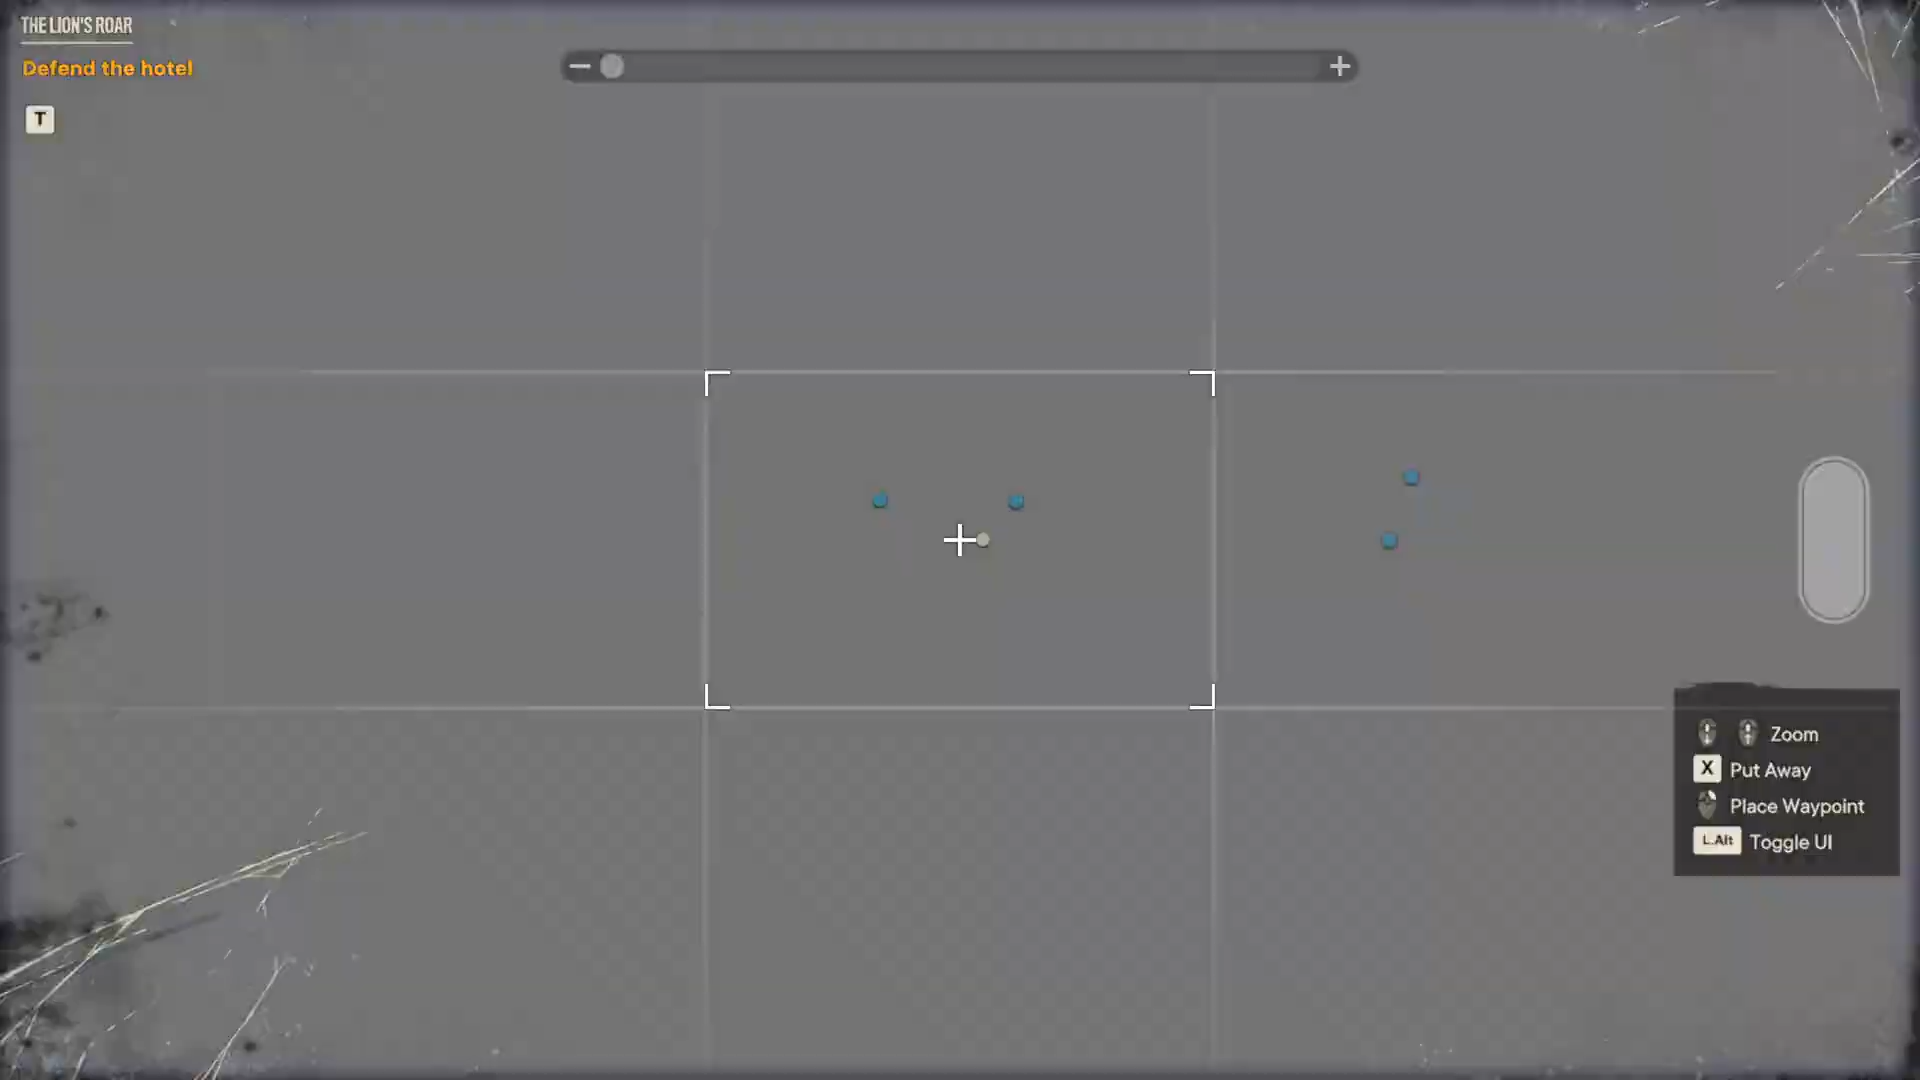 THE LION'S ROAR
Defend the hotel
T
Zoom
X Put Away
Place Waypoint
L.Alt Toggle UI